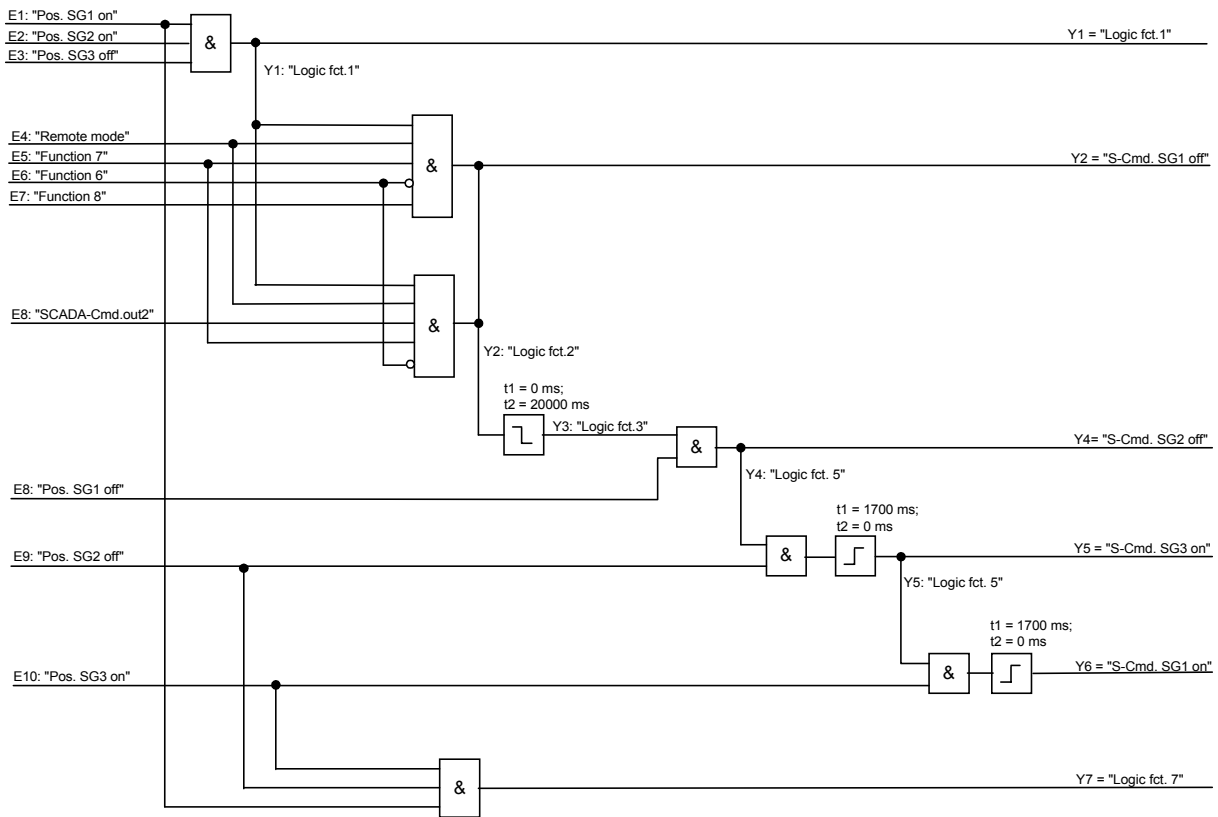 E1: "Pos. SG1 on"
E2: "Pos. SG2 on"
E3: "Pos. SG3 off"
&
Y1 = "Logic fct.1"
Y1: "Logic fct.1"
E4: "Remote mode"
E5: "Function 7"
E6: "Function 6"
E7: "Function 8"
&
Y2 = "S-Cmd. SG1 off"
E8: "SCADA-Cmd.out2"
&
Y2: "Logic fct.2"
t1 = 0 ms;
t2 = 20000 ms
Y3: "Logic fct.3"
&
Y4= "S-Cmd. SG2 off"
Y4: "Logic fct. 5"
E8: "Pos. SG1 off"
t1 = 1700 ms;
t2 = 0 ms
E9: "Pos. SG2 off"
&
Y5 = "S-Cmd. SG3 on"
Y5: "Logic fct. 5"
t1 = 1700 ms;
t2 = 0 ms
E10: "Pos. SG3 on"
&
Y6 = "S-Cmd. SG1 on"
&
Y7 = "Logic fct. 7"